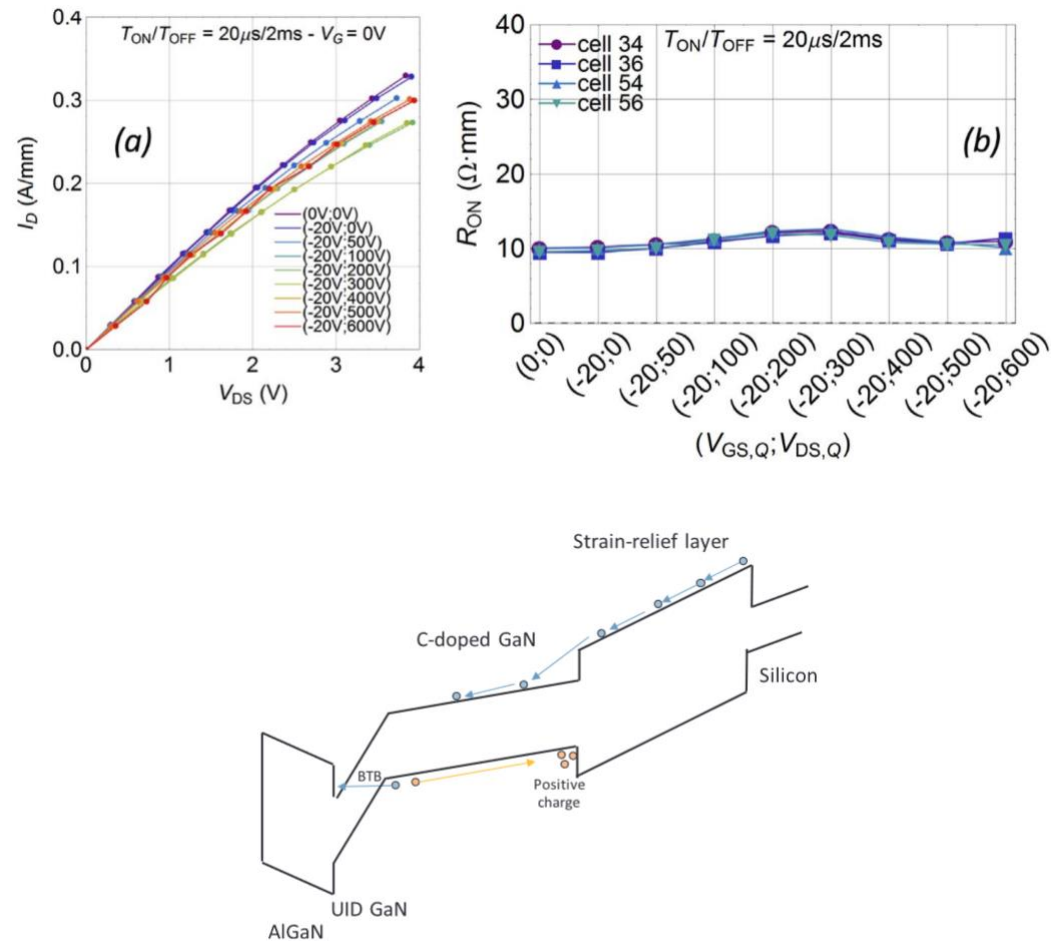 0.4
0.3
0.2
0.1
0.0
0
1
2
3
4
I_D (A/mm)
V_DS (V)
T_ON/T_OFF = 20μs/2ms - V_G = 0V
(a)
(0V;0V)
(-20V;0V)
(-20V;50V)
(-20V;100V)
(-20V;200V)
(-20V;300V)
(-20V;400V)
(-20V;500V)
(-20V;600V)
40
30
20
10
0
R_ON (Ω·mm)
T_ON/T_OFF = 20μs/2ms
cell 34
cell 36
cell 54
cell 56
(b)
(0;0)
(-20;0)
(-20;50)
(-20;100)
(-20;200)
(-20;300)
(-20;400)
(-20;500)
(-20;600)
(V_GS,Q;V_DS,Q)
Strain-relief layer
C-doped GaN
Silicon
BTB
Positive
charge
UID GaN
AlGaN